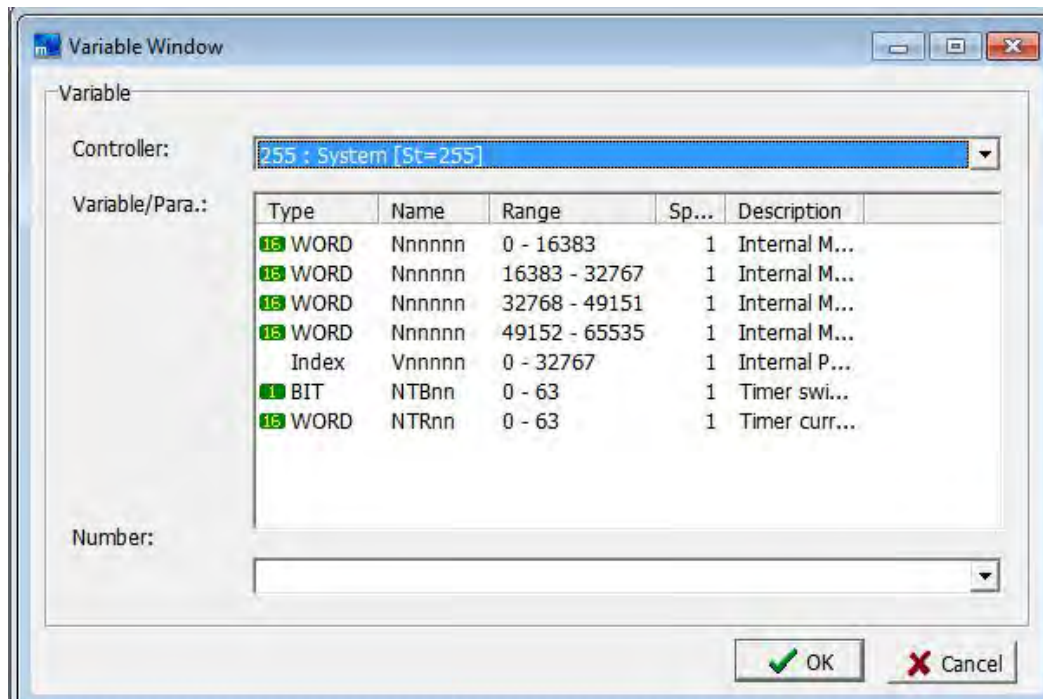 Variable Window
Variable
Controller: 255 : System [St=255]
Variable/Para.:
Type Name Range Sp... Description
16 WORD Nnnnnn 0 - 16383 1 Internal M...
16 WORD Nnnnnn 16383 - 32767 1 Internal M...
16 WORD Nnnnnn 32768 - 49151 1 Internal M...
16 WORD Nnnnnn 49152 - 65535 1 Internal M...
Index Vnnnnn 0 - 32767 1 Internal P...
1 BIT NTBnn 0 - 63 1 Timer swi...
16 WORD NTRnn 0 - 63 1 Timer curr...
Number:
OK Cancel